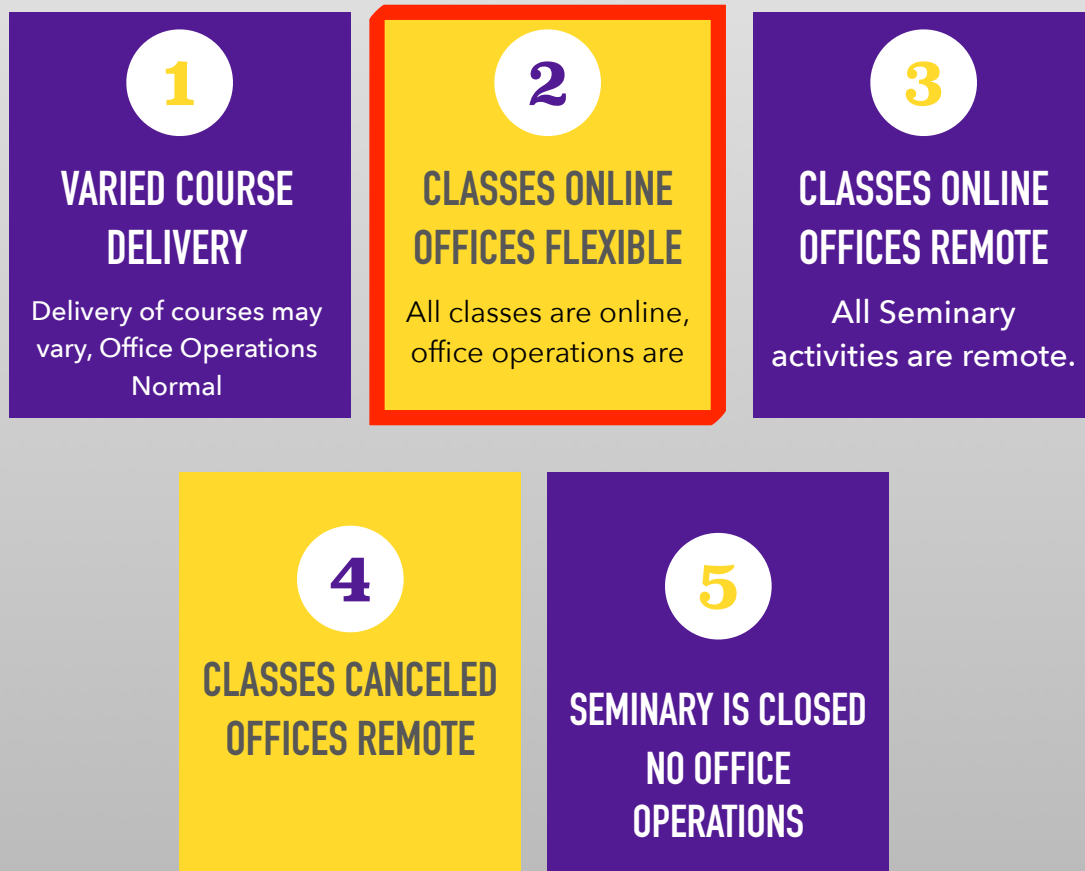 1
VARIED COURSE
DELIVERY
Delivery of courses may
vary, Office Operations
Normal
2
CLASSES ONLINE
OFFICES FLEXIBLE
All classes are online,
office operations are
3
CLASSES ONLINE
OFFICES REMOTE
All Seminary
activities are remote.
4
CLASSES CANCELED
OFFICES REMOTE
5
SEMINARY IS CLOSED
NO OFFICE
OPERATIONS